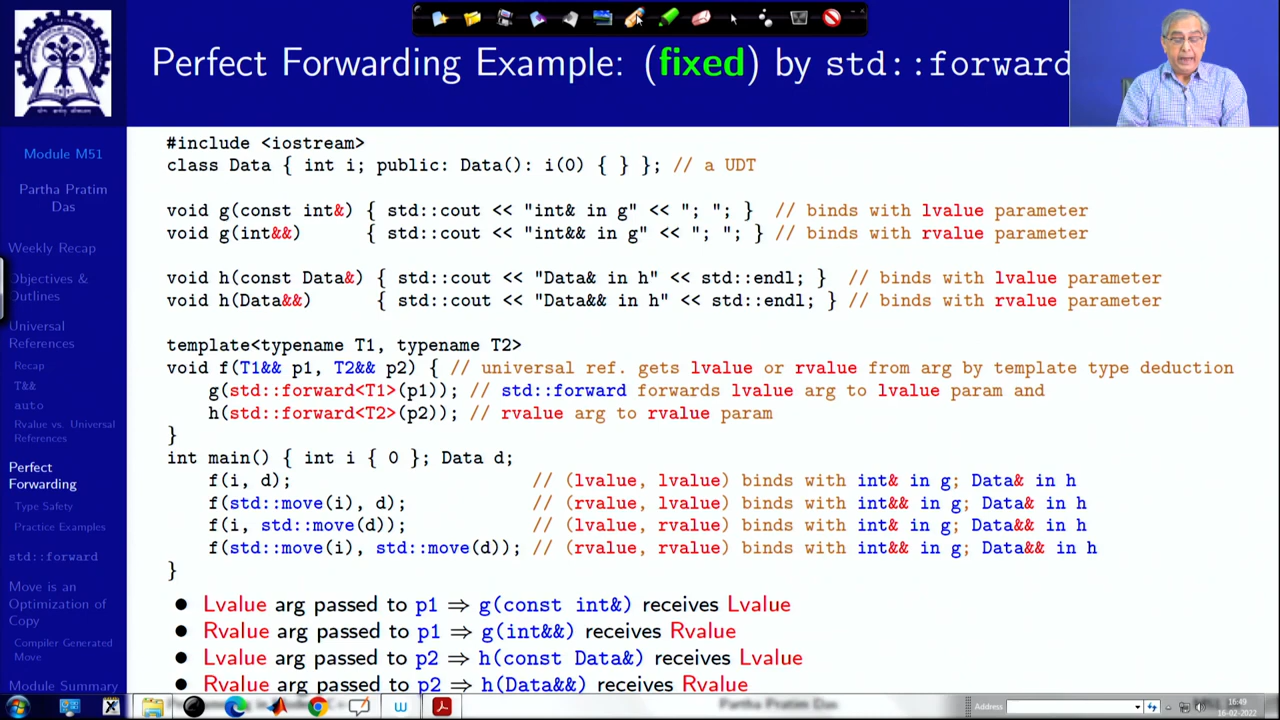 Perfect Forwarding Example: (fixed) by std::forward
Module M51
Partha Pratim
Das
Weekly Recap
Objectives &
Outlines
Universal
References
Recap
T&&
auto
Rvalue vs. Universal
References
Perfect
Forwarding
Type Safety
Practice Examples
std::forward
Move is an
Optimization of
Copy
Compiler Generated
Move
Module Summary
#include <iostream>
class Data { int i; public: Data(): i(0) { } }; // a UDT
void g(const int&) { std::cout << "int& in g" << "; "; } // binds with lvalue parameter
void g(int&&) { std::cout << "int&& in g" << "; "; } // binds with rvalue parameter
void h(const Data&) { std::cout << "Data& in h" << std::endl; } // binds with lvalue parameter
void h(Data&&) { std::cout << "Data&& in h" << std::endl; } // binds with rvalue parameter
template<typename T1, typename T2>
void f(T1&& p1, T2&& p2) { // universal ref. gets lvalue or rvalue from arg by template type deduction
g(std::forward<T1>(p1)); // std::forward forwards lvalue arg to lvalue param and
h(std::forward<T2>(p2)); // rvalue arg to rvalue param
}
int main() { int i { 0 }; Data d;
f(i, d); // (lvalue, lvalue) binds with int& in g; Data& in h
f(std::move(i), d); // (rvalue, lvalue) binds with int&& in g; Data& in h
f(i, std::move(d)); // (lvalue, rvalue) binds with int& in g; Data&& in h
f(std::move(i), std::move(d)); // (rvalue, rvalue) binds with int&& in g; Data&& in h
}
● Lvalue arg passed to p1 ⇒ g(const int&) receives Lvalue
● Rvalue arg passed to p1 ⇒ g(int&&) receives Rvalue
● Lvalue arg passed to p2 ⇒ h(const Data&) receives Lvalue
● Rvalue arg passed to p2 ⇒ h(Data&&) receives Rvalue
Partha Pratim Das
Address
16:49
16-02-2022